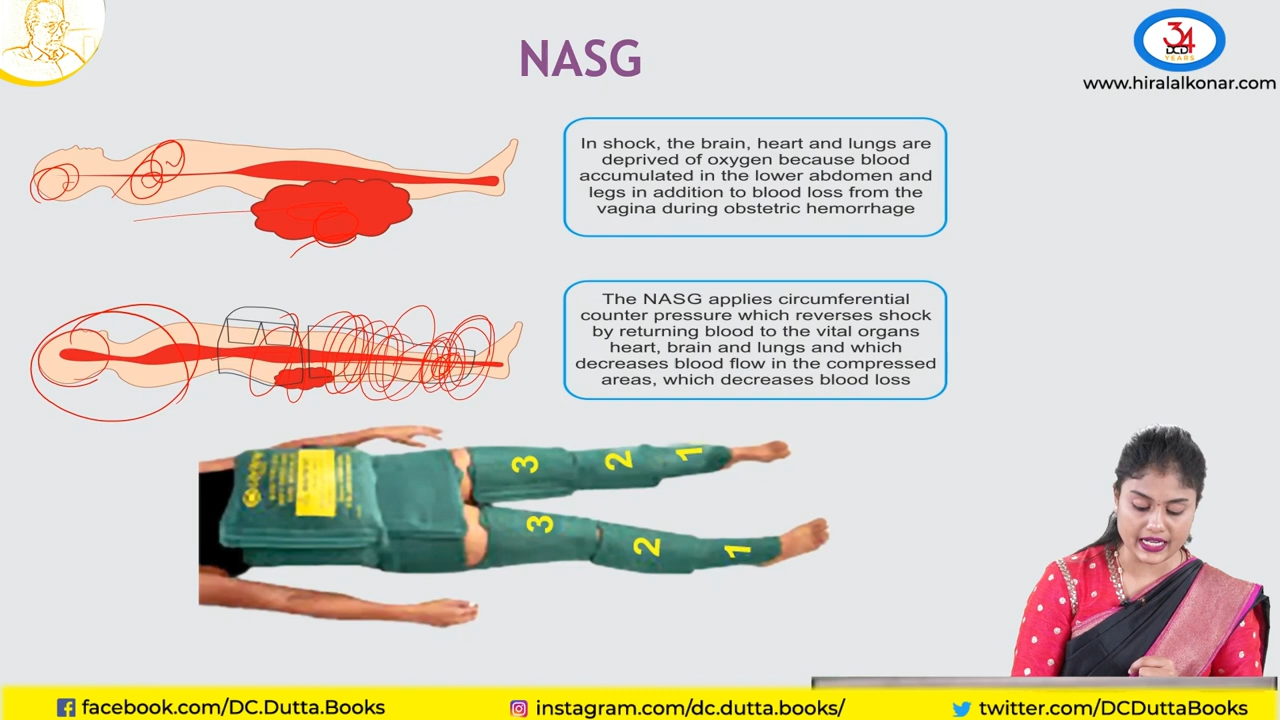 NASG
34
DCD
YEARS
www.hiralalkonar.com
In shock, the brain, heart and lungs are
deprived of oxygen because blood
accumulated in the lower abdomen and
legs in addition to blood loss from the
vagina during obstetric hemorrhage
The NASG applies circumferential
counter pressure which reverses shock
by returning blood to the vital organs
heart, brain and lungs and which
decreases blood flow in the compressed
areas, which decreases blood loss
3 2 1
3 2 1
facebook.com/DC.Dutta.Books
instagram.com/dc.dutta.books/
twitter.com/DCDuttaBooks